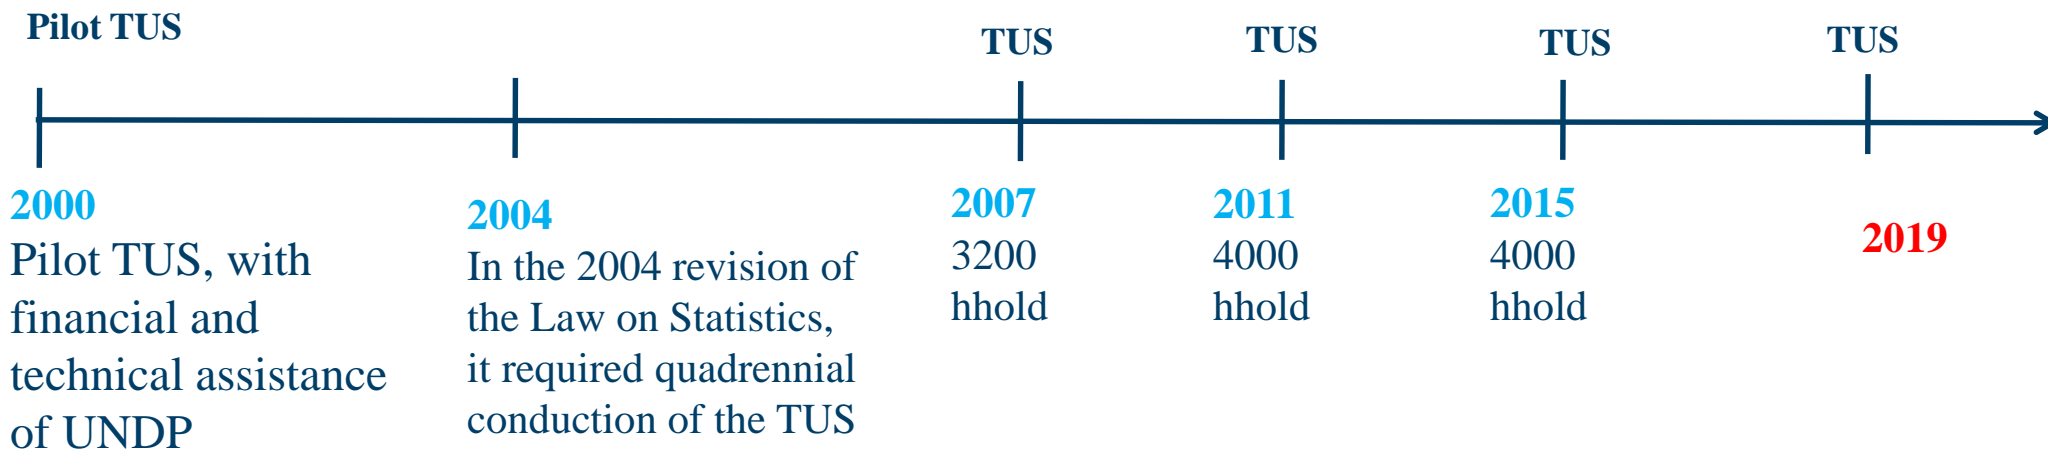 Pilot TUS
TUS
TUS
TUS
TUS
2000
Pilot TUS, with
financial and
technical assistance
of UNDP
2004
In the 2004 revision of
the Law on Statistics,
it required quadrennial
conduction of the TUS
2007
3200
hhold
2011
4000
hhold
2015
4000
hhold
2019